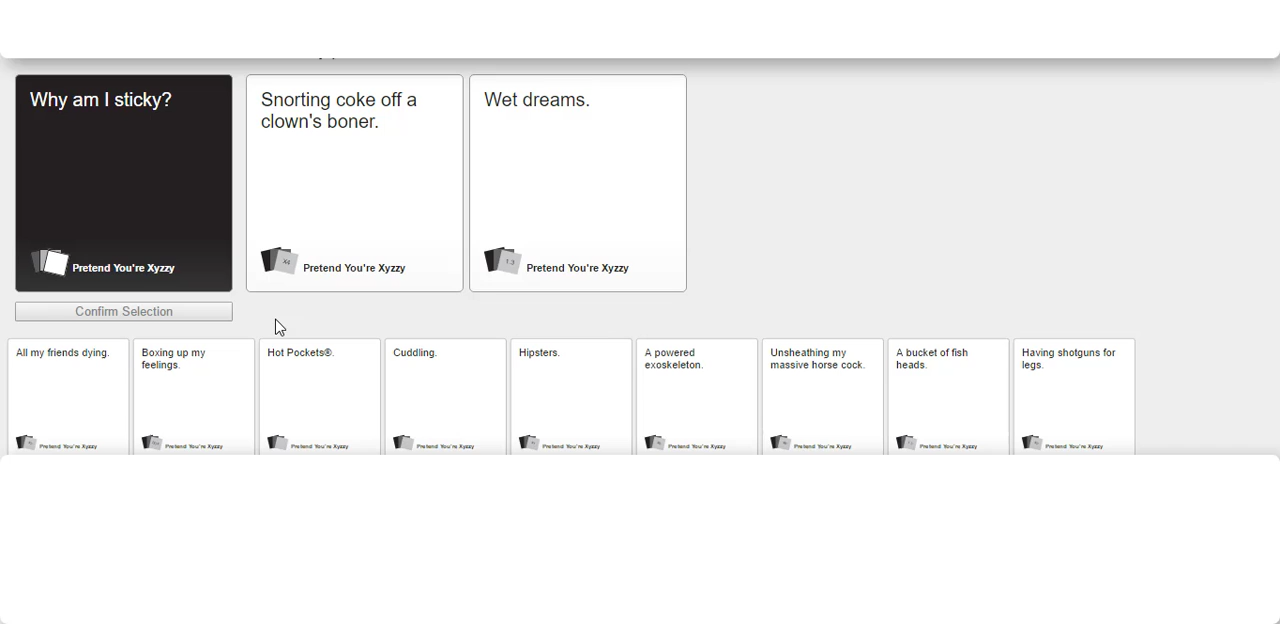 Why am I sticky?
Pretend You're Xyzzy
Snorting coke off a
clown's boner.
X4
Pretend You're Xyzzy
Wet dreams.
1.3
Pretend You're Xyzzy
Confirm Selection
All my friends dying.
Pretend You're Xyzzy
Boxing up my
feelings.
Pretend You're Xyzzy
Hot Pockets®.
Pretend You're Xyzzy
Cuddling.
Pretend You're Xyzzy
Hipsters.
Pretend You're Xyzzy
A powered
exoskeleton.
Pretend You're Xyzzy
Unsheathing my
massive horse cock.
Pretend You're Xyzzy
A bucket of fish
heads.
Pretend You're Xyzzy
Having shotguns for
legs.
Pretend You're Xyzzy